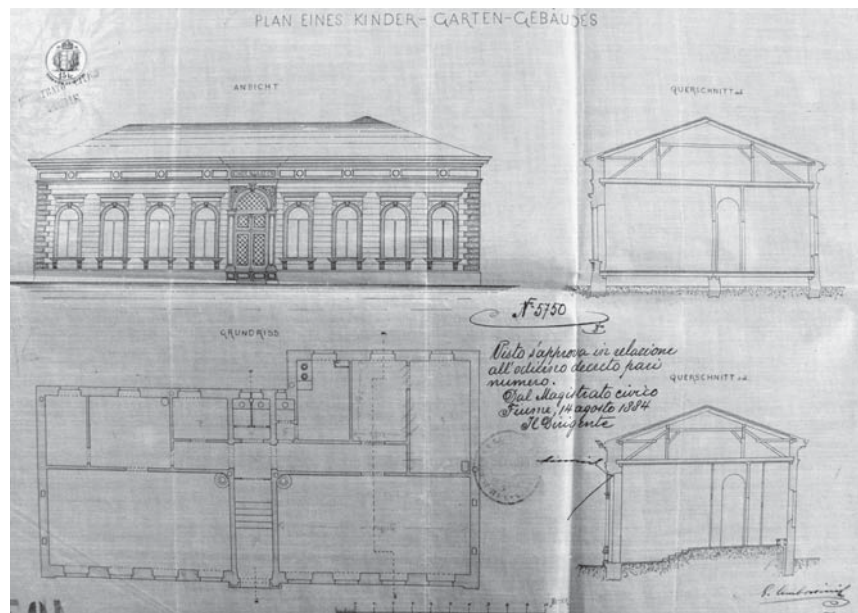 PLAN EINES KINDER-GARTEN-GEBÄUDES
ANSICHT
QUERSCHNITT
GRUNDRISS
Nº 5750
Visto s'approva in relazione
all'odierno decreto pari
numero.
Dal Magistrato civico
Fiume, 14 agosto 1884
Il Dirigente
QUERSCHNITT